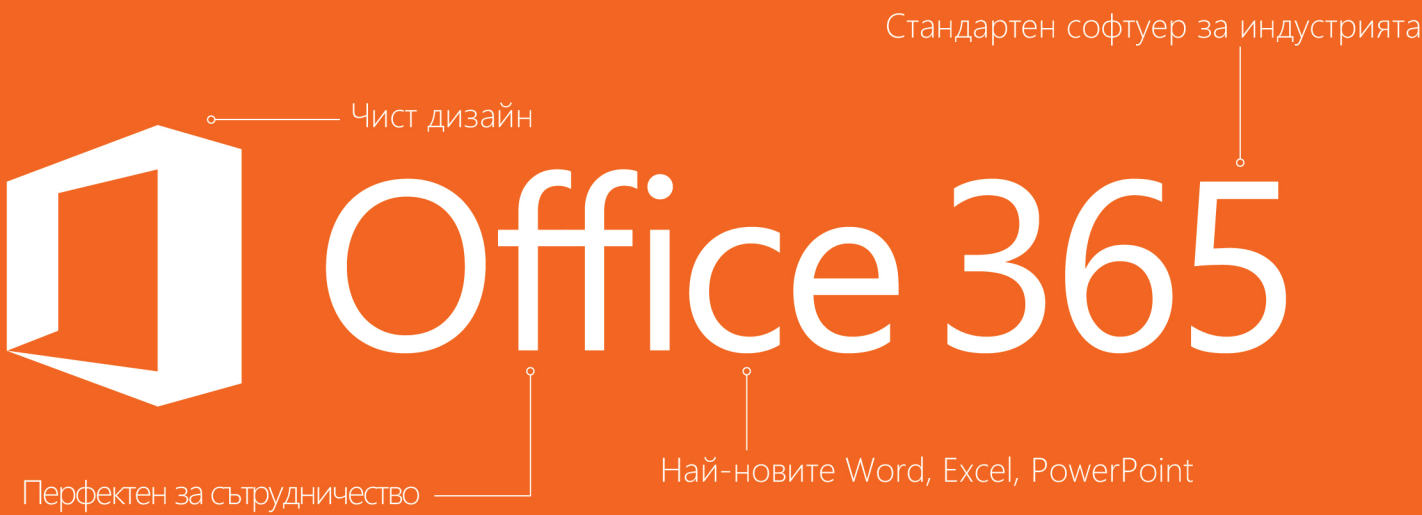 Стандартен софтуер за индустрията
Чист дизайн
Office 365
Най-новите Word, Excel, PowerPoint
Перфектен за сътрудничество